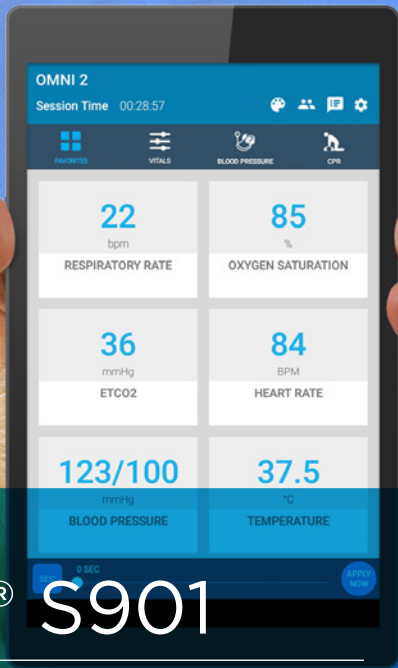 OMNI 2
Session Time 00:28:57
FAVORITES VITALS BLOOD PRESSURE CPR
22 85
bpm %
RESPIRATORY RATE OXYGEN SATURATION
36 84
mmHg BPM
ETCO2 HEART RATE
123/100 37.5
mmHg °C
BLOOD PRESSURE TEMPERATURE
SEC 0 SEC APPLY
NOW
® S901